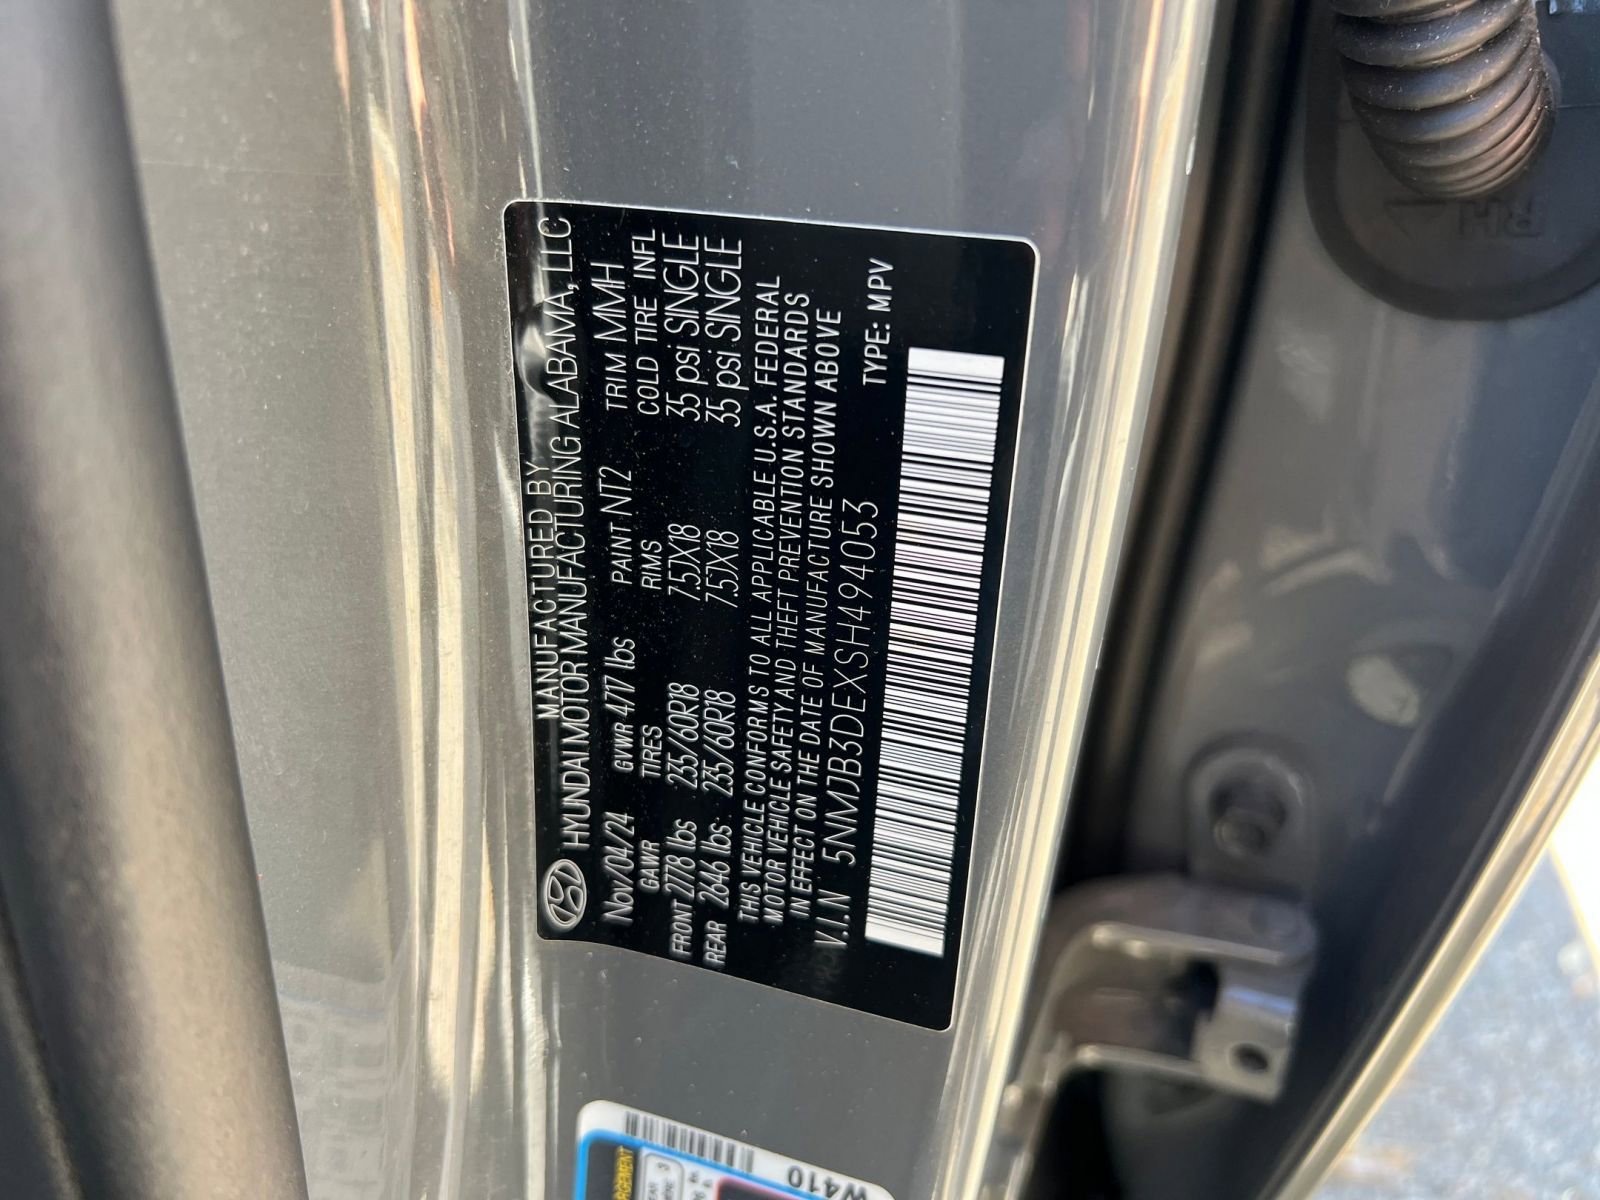 MANUFACTURED BY
HYUNDAI MOTOR MANUFACTURING ALABAMA, LLC
Nov/04/24 GVWR 4717 lbs PAINT NT2 TRIM MMH
GAWR TIRES RIMS COLD TIRE INFL
FRONT 2778 lbs 235/60R18 7.5JX18 35 psi SINGLE
REAR 2646 lbs 235/60R18 7.5JX18 35 psi SINGLE
THIS VEHICLE CONFORMS TO ALL APPLICABLE U.S.A. FEDERAL
MOTOR VEHICLE SAFETY AND THEFT PREVENTION STANDARDS
IN EFFECT ON THE DATE OF MANUFACTURE SHOWN ABOVE
V.I.N 5NMJB3DEXSH494053 TYPE: MPV
RH
W410